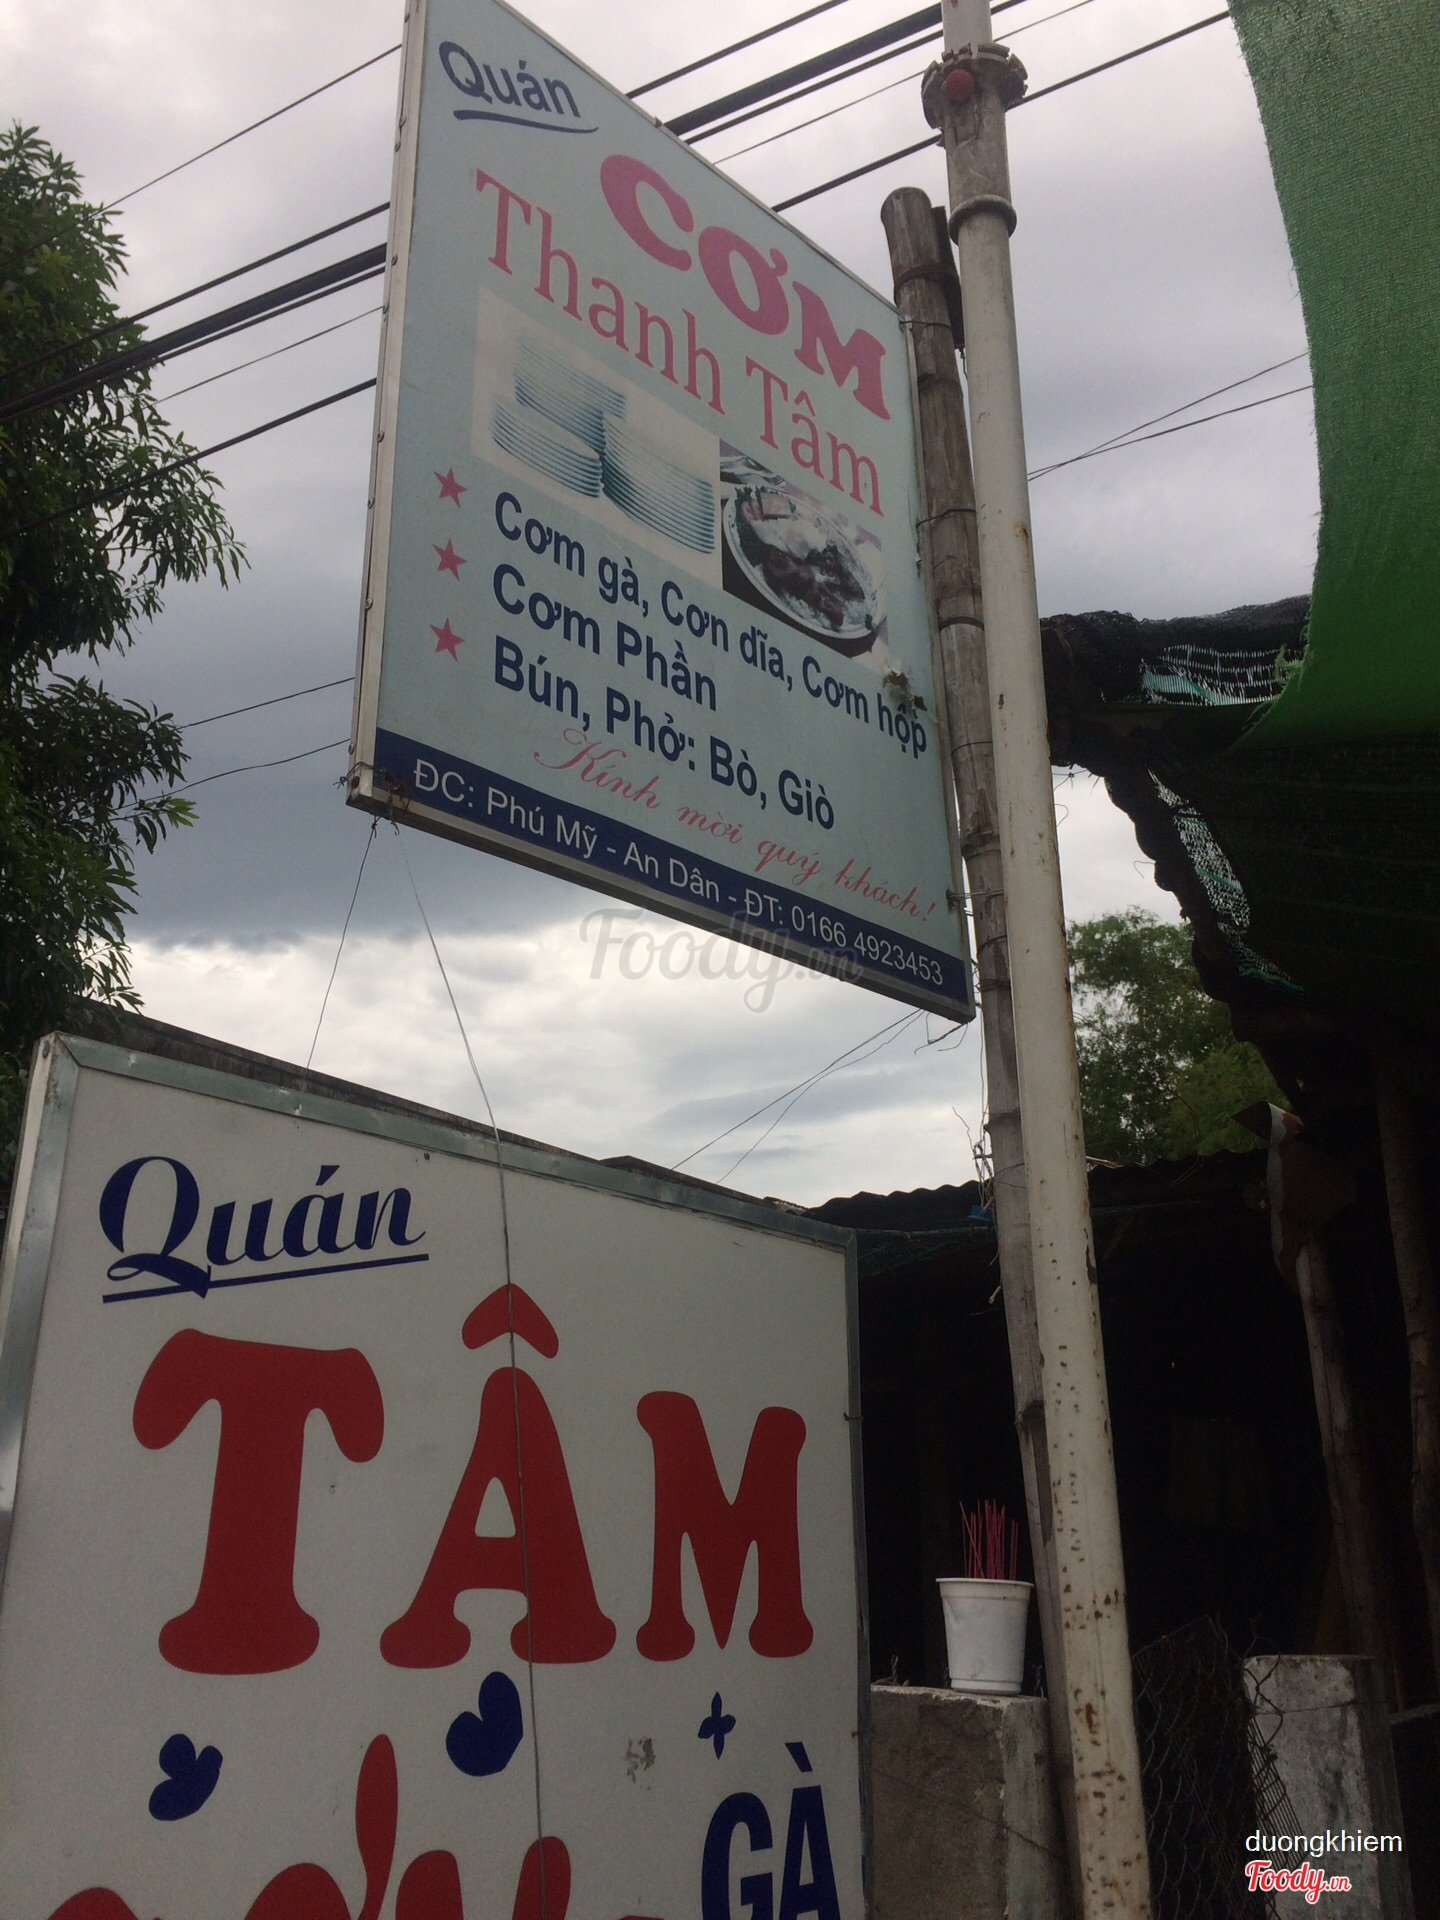 Quán
CƠM
Thanh Tâm
Cơm gà, Cơn dĩa, Cơm hộp
Cơm Phần
Bún, Phở: Bò, Giò
Kính mời quý khách!
ĐC: Phú Mỹ - An Dân - ĐT: 0166 4923453
Foody.vn
Quán
TÂM
GÀ
duongkhiem
Foody.vn